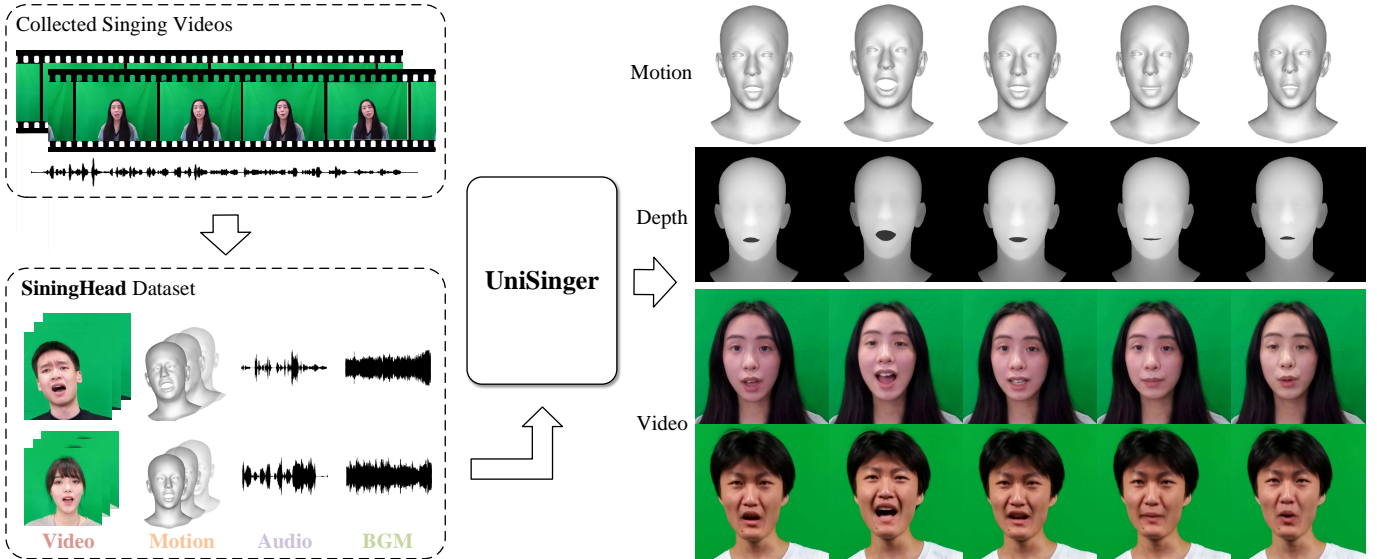 Collected Singing Videos
SiningHead Dataset
Video
Motion
Audio
BGM
UniSinger
Motion
Depth
Video